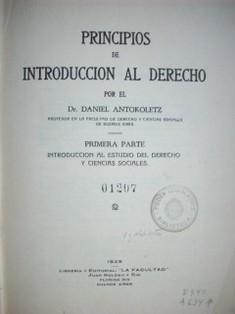 PRINCIPIOS
DE
INTRODUCCION AL DERECHO
POR EL
Dr. DANIEL ANTOKOLETZ
PROFESOR EN LA FACULTAD DE DERECHO Y CIENCIAS SOCIALES
DE BUENOS AIRES
PRIMERA PARTE
INTRODUCCION AL ESTUDIO DEL DERECHO
Y CIENCIAS SOCIALES.
01207
LIBRERIA Y EDITORIAL "LA FACULTAD"
JUAN ROLDÁN Y CIA.
FLORIDA 359
BUENOS AIRES